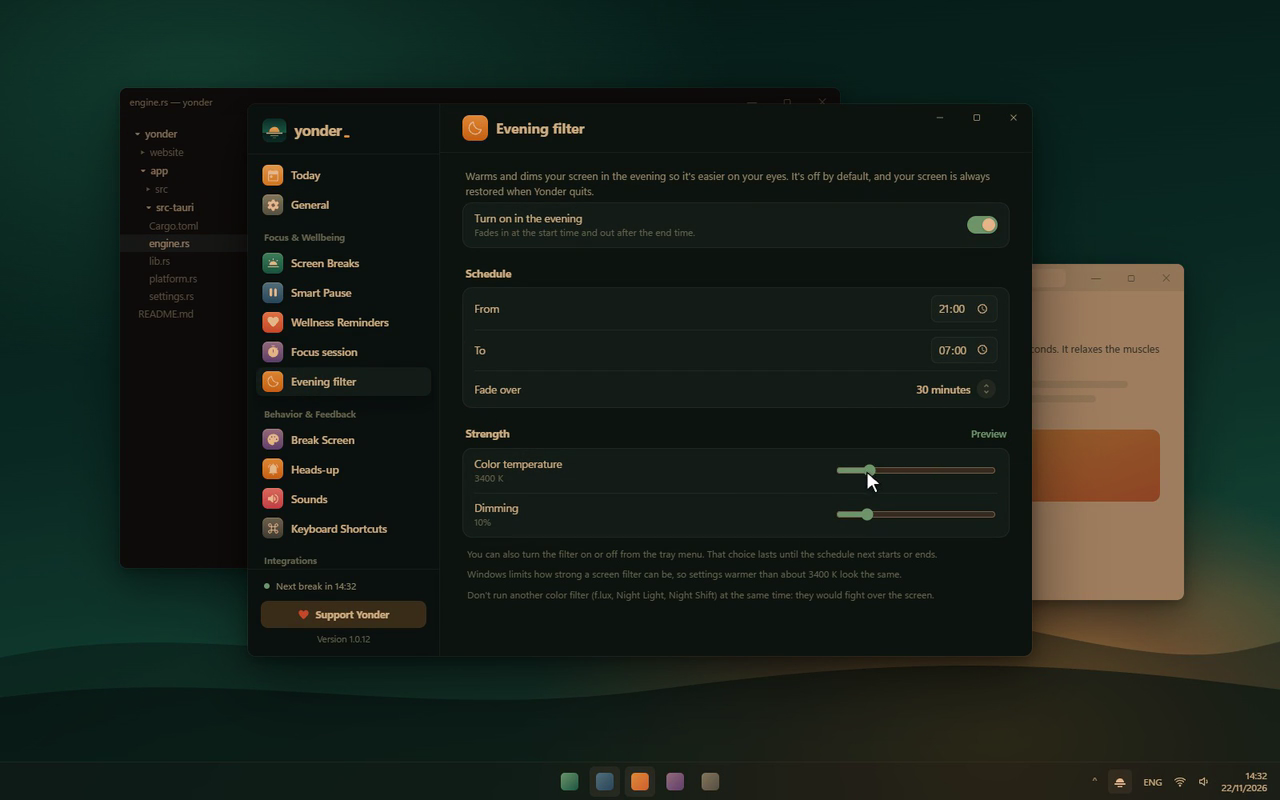 engine.rs — yonder
yonder
website
app
src
src-tauri
Cargo.toml
engine.rs
lib.rs
platform.rs
settings.rs
README.md
yonder_
Today
General
Focus & Wellbeing
Screen Breaks
Smart Pause
Wellness Reminders
Focus session
Evening filter
Behavior & Feedback
Break Screen
Heads-up
Sounds
Keyboard Shortcuts
Integrations
Next break in 14:32
Support Yonder
Version 1.0.12
Evening filter
Warms and dims your screen in the evening so it's easier on your eyes. It's off by default, and your screen is always
restored when Yonder quits.
Turn on in the evening
Fades in at the start time and out after the end time.
Schedule
From 21:00
To 07:00
Fade over 30 minutes
Strength Preview
Color temperature
3400 K
Dimming
10%
You can also turn the filter on or off from the tray menu. That choice lasts until the schedule next starts or ends.
Windows limits how strong a screen filter can be, so settings warmer than about 3400 K look the same.
Don't run another color filter (f.lux, Night Light, Night Shift) at the same time: they would fight over the screen.
conds. It relaxes the muscles
ENG
14:32
22/11/2026